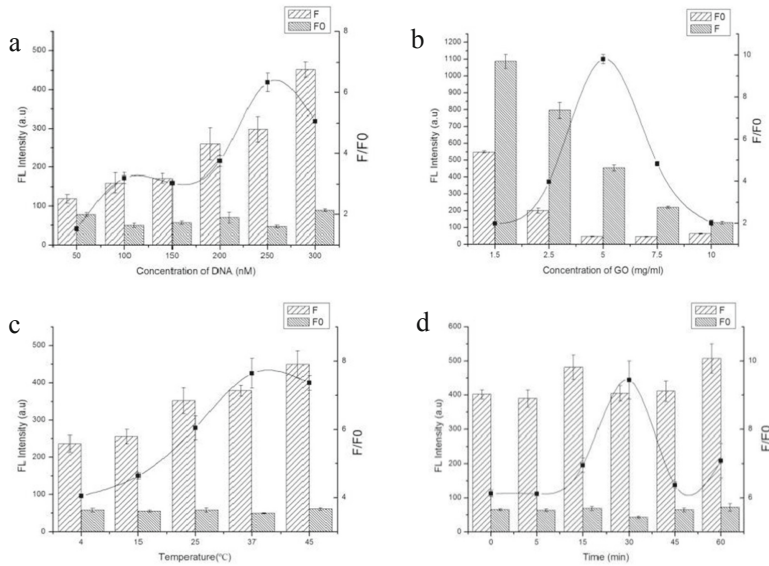 a
F
F0
FL Intensity (a.u)
500
400
300
200
100
0
8
6
4
2
F/F0
50 100 150 200 250 300
Concentration of DNA (nM)
b
F0
F
FL Intensity (a.u)
1200
1100
1000
900
800
700
600
500
400
300
200
100
0
10
8
6
4
2
F/F0
1.5 2.5 5 7.5 10
Concentration of GO (mg/ml)
c
F
F0
FL Intensity (a.u)
500
400
300
200
100
50
0
8
6
4
F/F0
4 15 25 37 45
Temperature(℃)
d
F
F0
FL Intensity (a.u)
600
500
400
300
200
100
0
10
8
6
F/F0
0 5 15 30 45 60
Time (min)